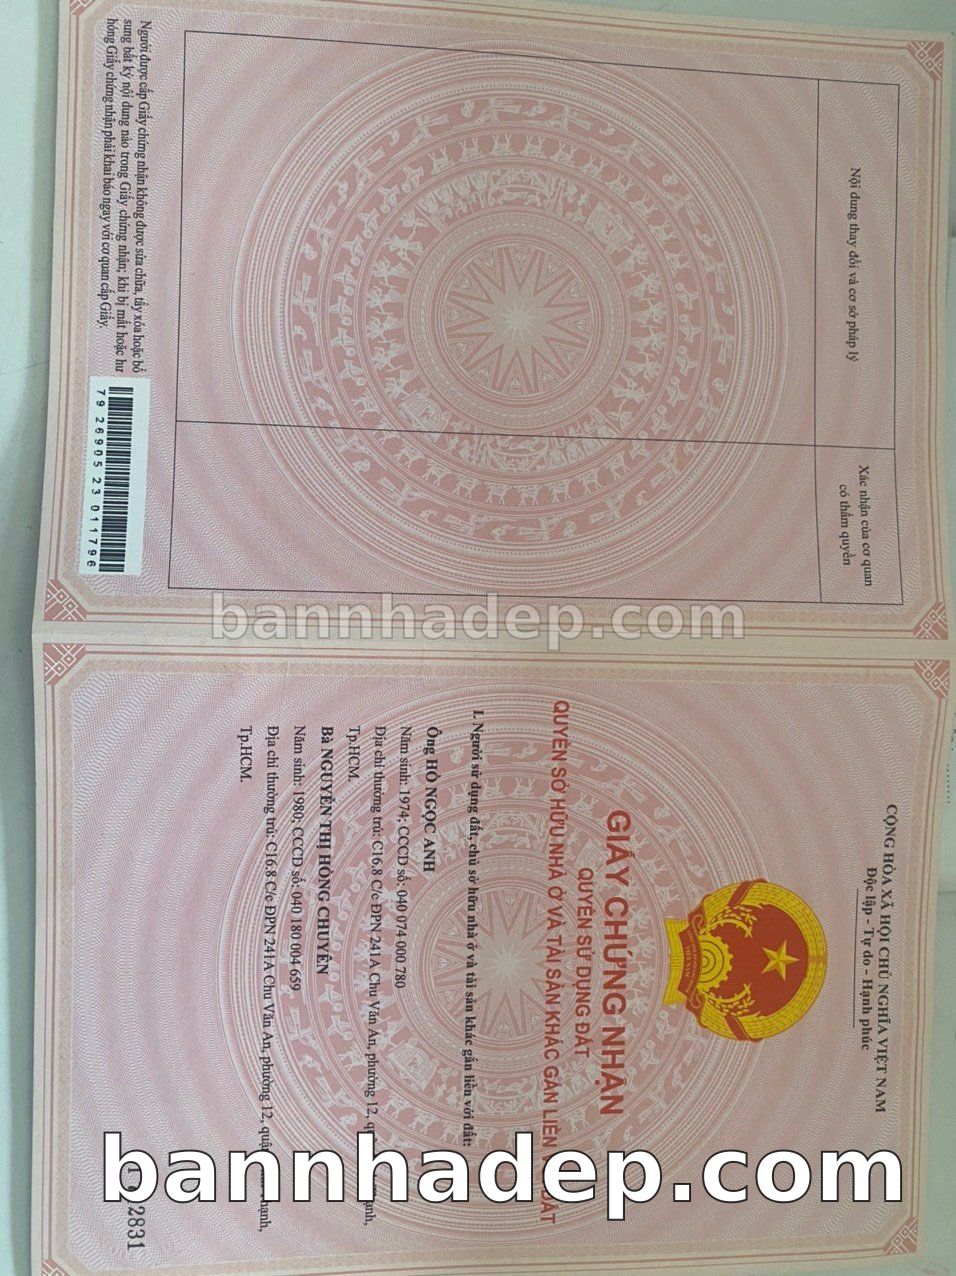 Người được cấp Giấy chứng nhận không được sửa chữa, tẩy xóa hoặc bổ
sung bất kỳ nội dung nào trong Giấy chứng nhận; khi bị mất hoặc hư
hỏng Giấy chứng nhận phải khai báo ngay với cơ quan cấp Giấy.
Nội dung thay đổi và cơ sở pháp lý
Xác nhận của cơ quan
có thẩm quyền
79 26905 23 011796
bannhadep.com
CỘNG HÒA XÃ HỘI CHỦ NGHĨA VIỆT NAM
Độc lập - Tự do - Hạnh phúc
GIẤY CHỨNG NHẬN
QUYỀN SỬ DỤNG ĐẤT
QUYỀN SỞ HỮU NHÀ Ở VÀ TÀI SẢN KHÁC GẮN LIỀN ĐẤT
I. Người sử dụng đất, chủ sở hữu nhà ở và tài sản khác gắn liền với đất:
Ông HỒ NGỌC ANH
Năm sinh: 1974; CCCD số: 040 074 000 780
Địa chỉ thường trú: C16.8 C/c ĐPN 241A Chu Văn An, phường 12,
Tp.HCM.
Bà NGUYỄN THỊ HỒNG CHUYÊN
Năm sinh: 1980; CCCD số: 040 180 004 659
Địa chỉ thường trú: C16.8 C/c ĐPN 241A Chu Văn An, phường 12,
Tp.HCM.
2831
bannhadep.com